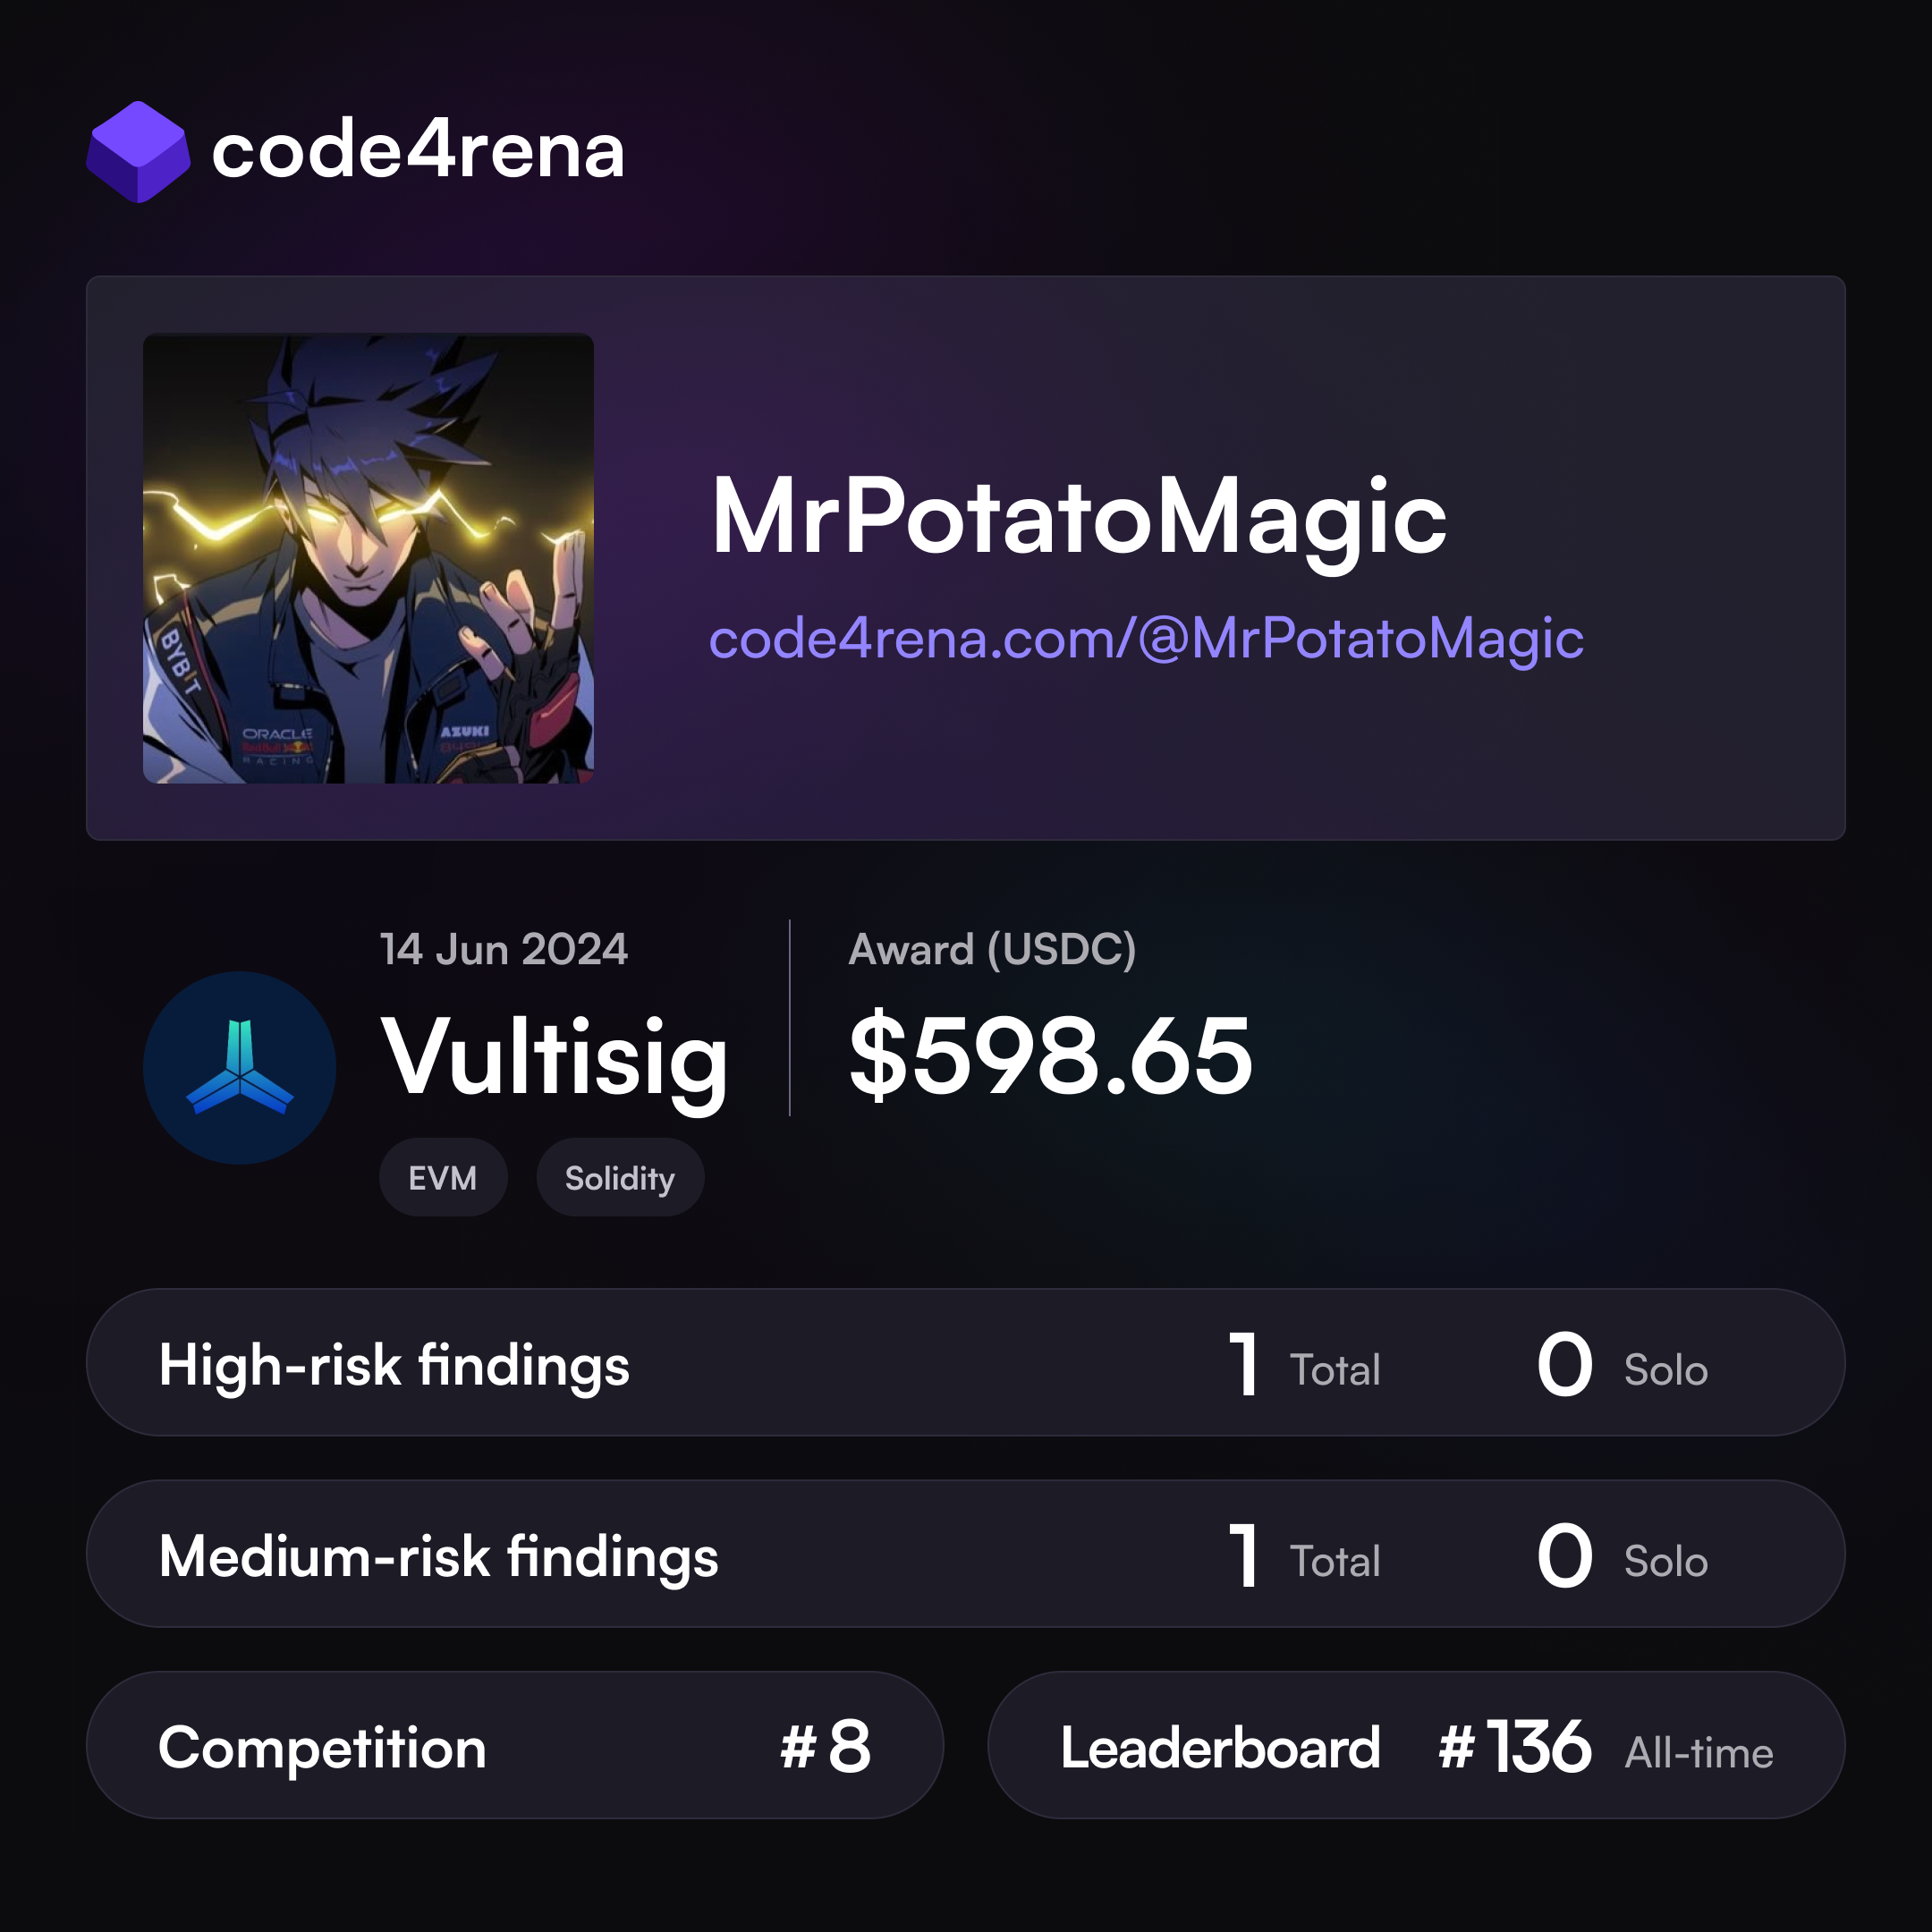 code4rena
MrPotatoMagic
code4rena.com/@MrPotatoMagic
BYBIT
ORACLE
Red Bull
RACING
AZUKI
14 Jun 2024
Vultisig
EVM
Solidity
Award (USDC)
$598.65
High-risk findings 1 Total 0 Solo
Medium-risk findings 1 Total 0 Solo
Competition #8
Leaderboard #136 All-time